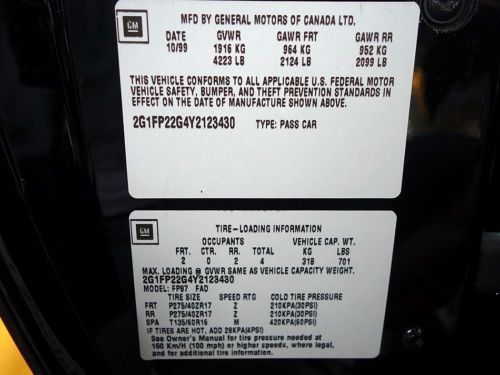 GM
MFD BY GENERAL MOTORS OF CANADA LTD.
DATE GVWR GAWR FRT GAWR RR
10/99 1916 KG 964 KG 952 KG
4223 LB 2124 LB 2099 LB
THIS VEHICLE CONFORMS TO ALL APPLICABLE U.S. FEDERAL MOTOR
VEHICLE SAFETY, BUMPER, AND THEFT PREVENTION STANDARDS IN
EFFECT ON THE DATE OF MANUFACTURE SHOWN ABOVE.
2G1FP22G4Y2123430 TYPE: PASS CAR
GM
TIRE-LOADING INFORMATION
OCCUPANTS VEHICLE CAP. WT.
FRT. CTR. RR. TOTAL KG LBS
2 0 2 4 318 701
MAX. LOADING @ GVWR SAME AS VEHICLE CAPACITY WEIGHT.
2G1FP22G4Y2123430
MODEL: FP87 FAD
TIRE SIZE SPEED RTG COLD TIRE PRESSURE
FRT P275/40ZR17 Z 210KPA(30PSI)
RR P275/40ZR17 Z 210KPA(30PSI)
SPA T135/60R16 M 420KPA(60PSI)
IF TIRES ARE HOT, ADD 28KPA(4PSI)
See Owner's Manual for tire pressure needed at
160 Km/H (100 mph) or higher speeds, where legal,
and for additional tire information.